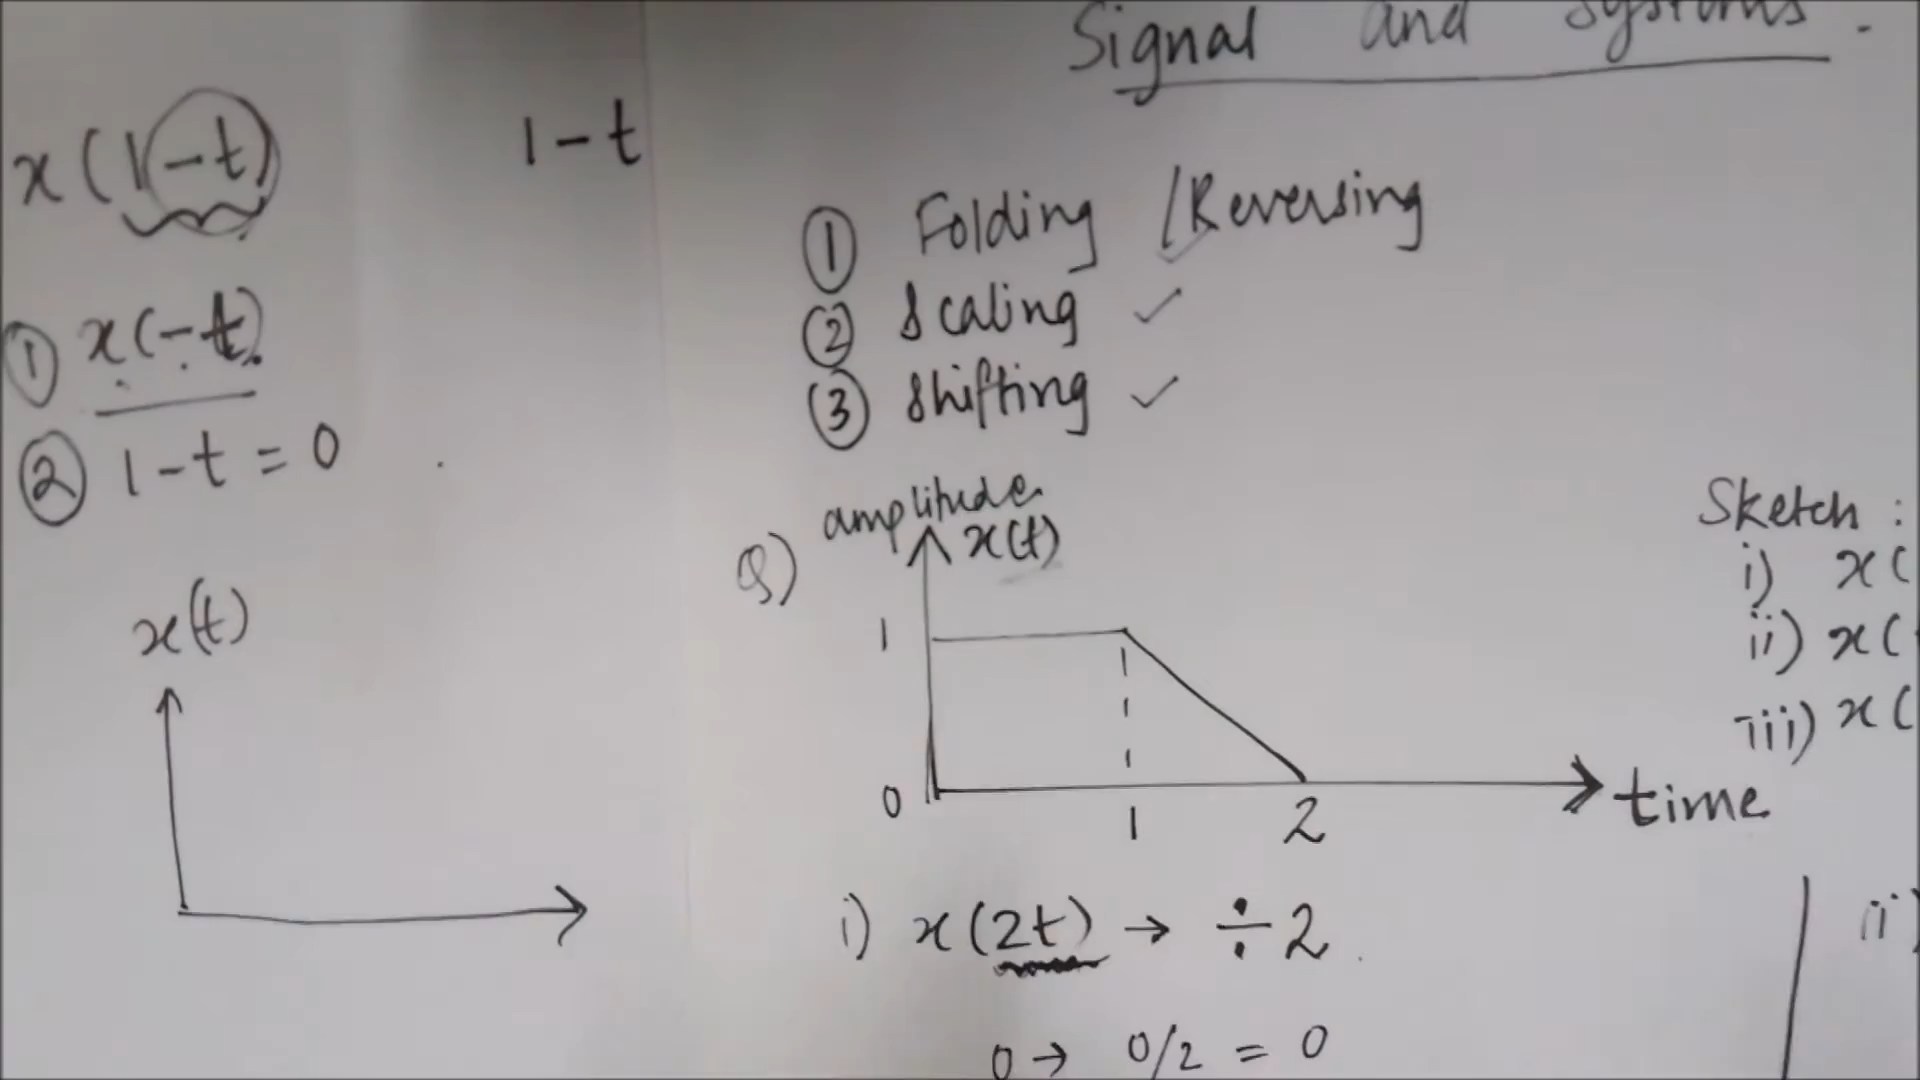 Signal and Systems.
x(1-t) 1-t
① x(-t)
② 1-t = 0
x(t)
① Folding /Reversing
② Scaling ✓
③ Shifting ✓
Q) amplitude
x(t)
1
0 1 2 time
Sketch :
i) x(
ii) x(
iii) x(
i) x(2t) → ÷2
0 → 0/2 = 0
ii)